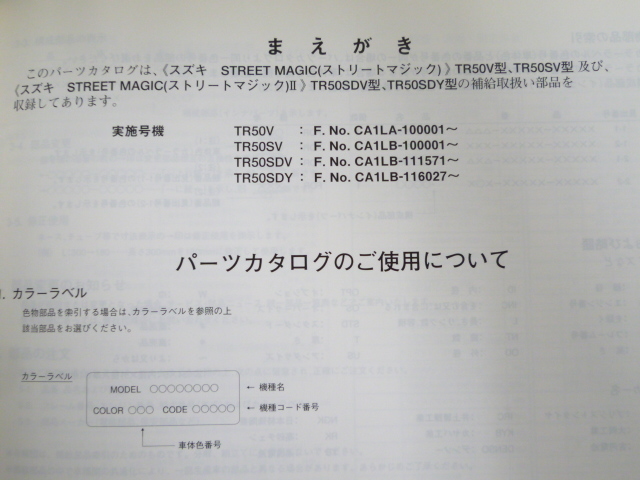 まえがき
このパーツカタログは、《スズキ　STREET MAGIC(ストリートマジック)》TR50V型、TR50SV型 及び、
《スズキ　STREET MAGIC(ストリートマジック)II 》TR50SDV型、TR50SDY型の補給取扱い部品を
収録してあります。
実施号機　TR50V　：F. No. CA1LA-100001～
TR50SV　：F. No. CA1LB-100001～
TR50SDV：F. No. CA1LB-111571～
TR50SDY：F. No. CA1LB-116027～
パーツカタログのご使用について
. カラーラベル
色物部品を索引する場合は、カラーラベルを参照の上
該当部品をお選びください。
カラーラベル
MODEL ○○○○○○○○ ← 機種名
COLOR ○○○ CODE ○○○○○ ← 機種コード番号
車体色番号